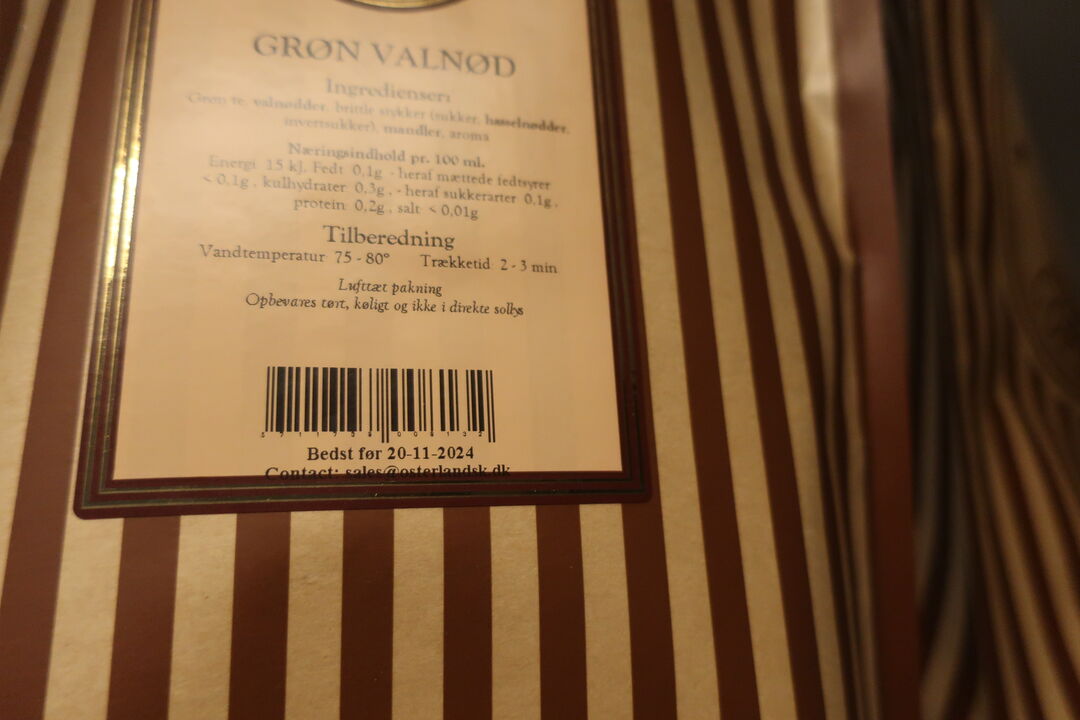 GRØN VALNØD
Ingredienser:
Grøn te, valnødder, brittle stykker (sukker, hasselnødder,
invertsukker), mandler, aroma
Næringsindhold pr. 100 ml.
Energi 15 kJ. Fedt 0,1g - heraf mættede fedtsyrer
< 0,1g , kulhydrater 0,3g , - heraf sukkerarter 0,1g ,
protein 0,2g , salt < 0,01g
Tilberedning
Vandtemperatur 75 - 80° Trækketid 2 - 3 min
Lufttæt pakning
Opbevares tørt, køligt og ikke i direkte sollys
Bedst før 20-11-2024
Contact: sales@osterlandsk.dk